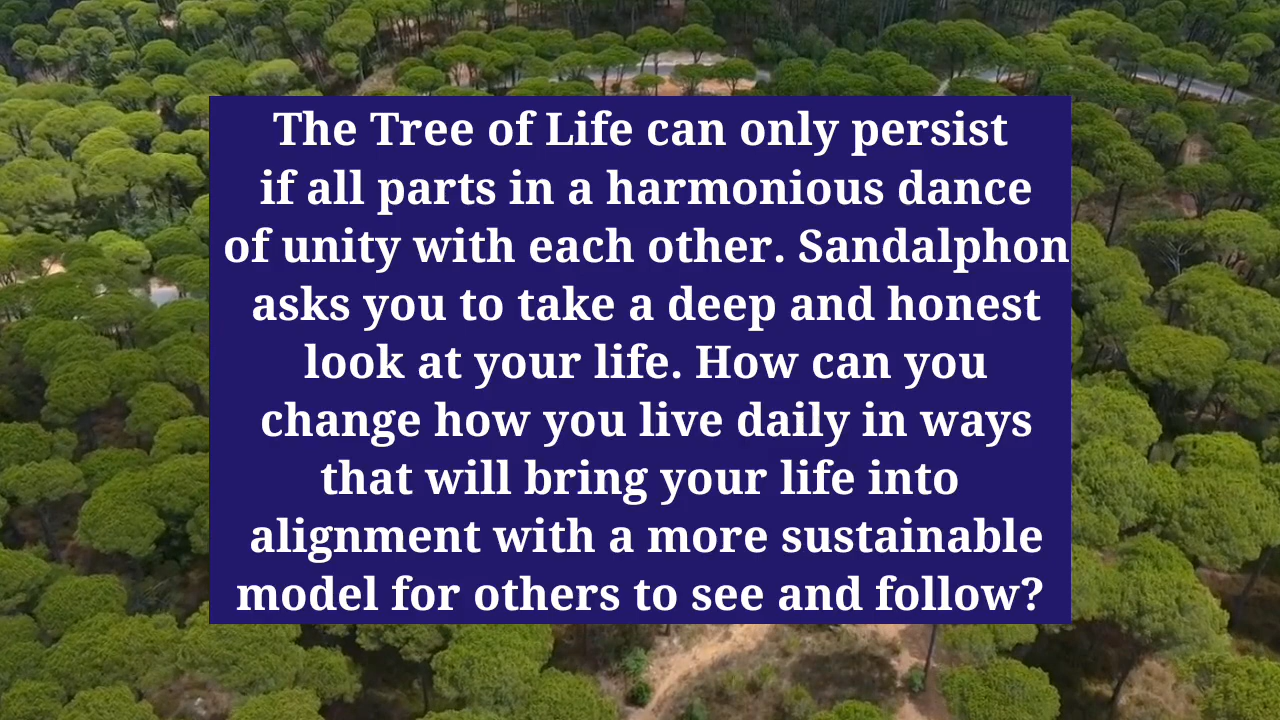 The Tree of Life can only persist
if all parts in a harmonious dance
of unity with each other. Sandalphon
asks you to take a deep and honest
look at your life. How can you
change how you live daily in ways
that will bring your life into
alignment with a more sustainable
model for others to see and follow?